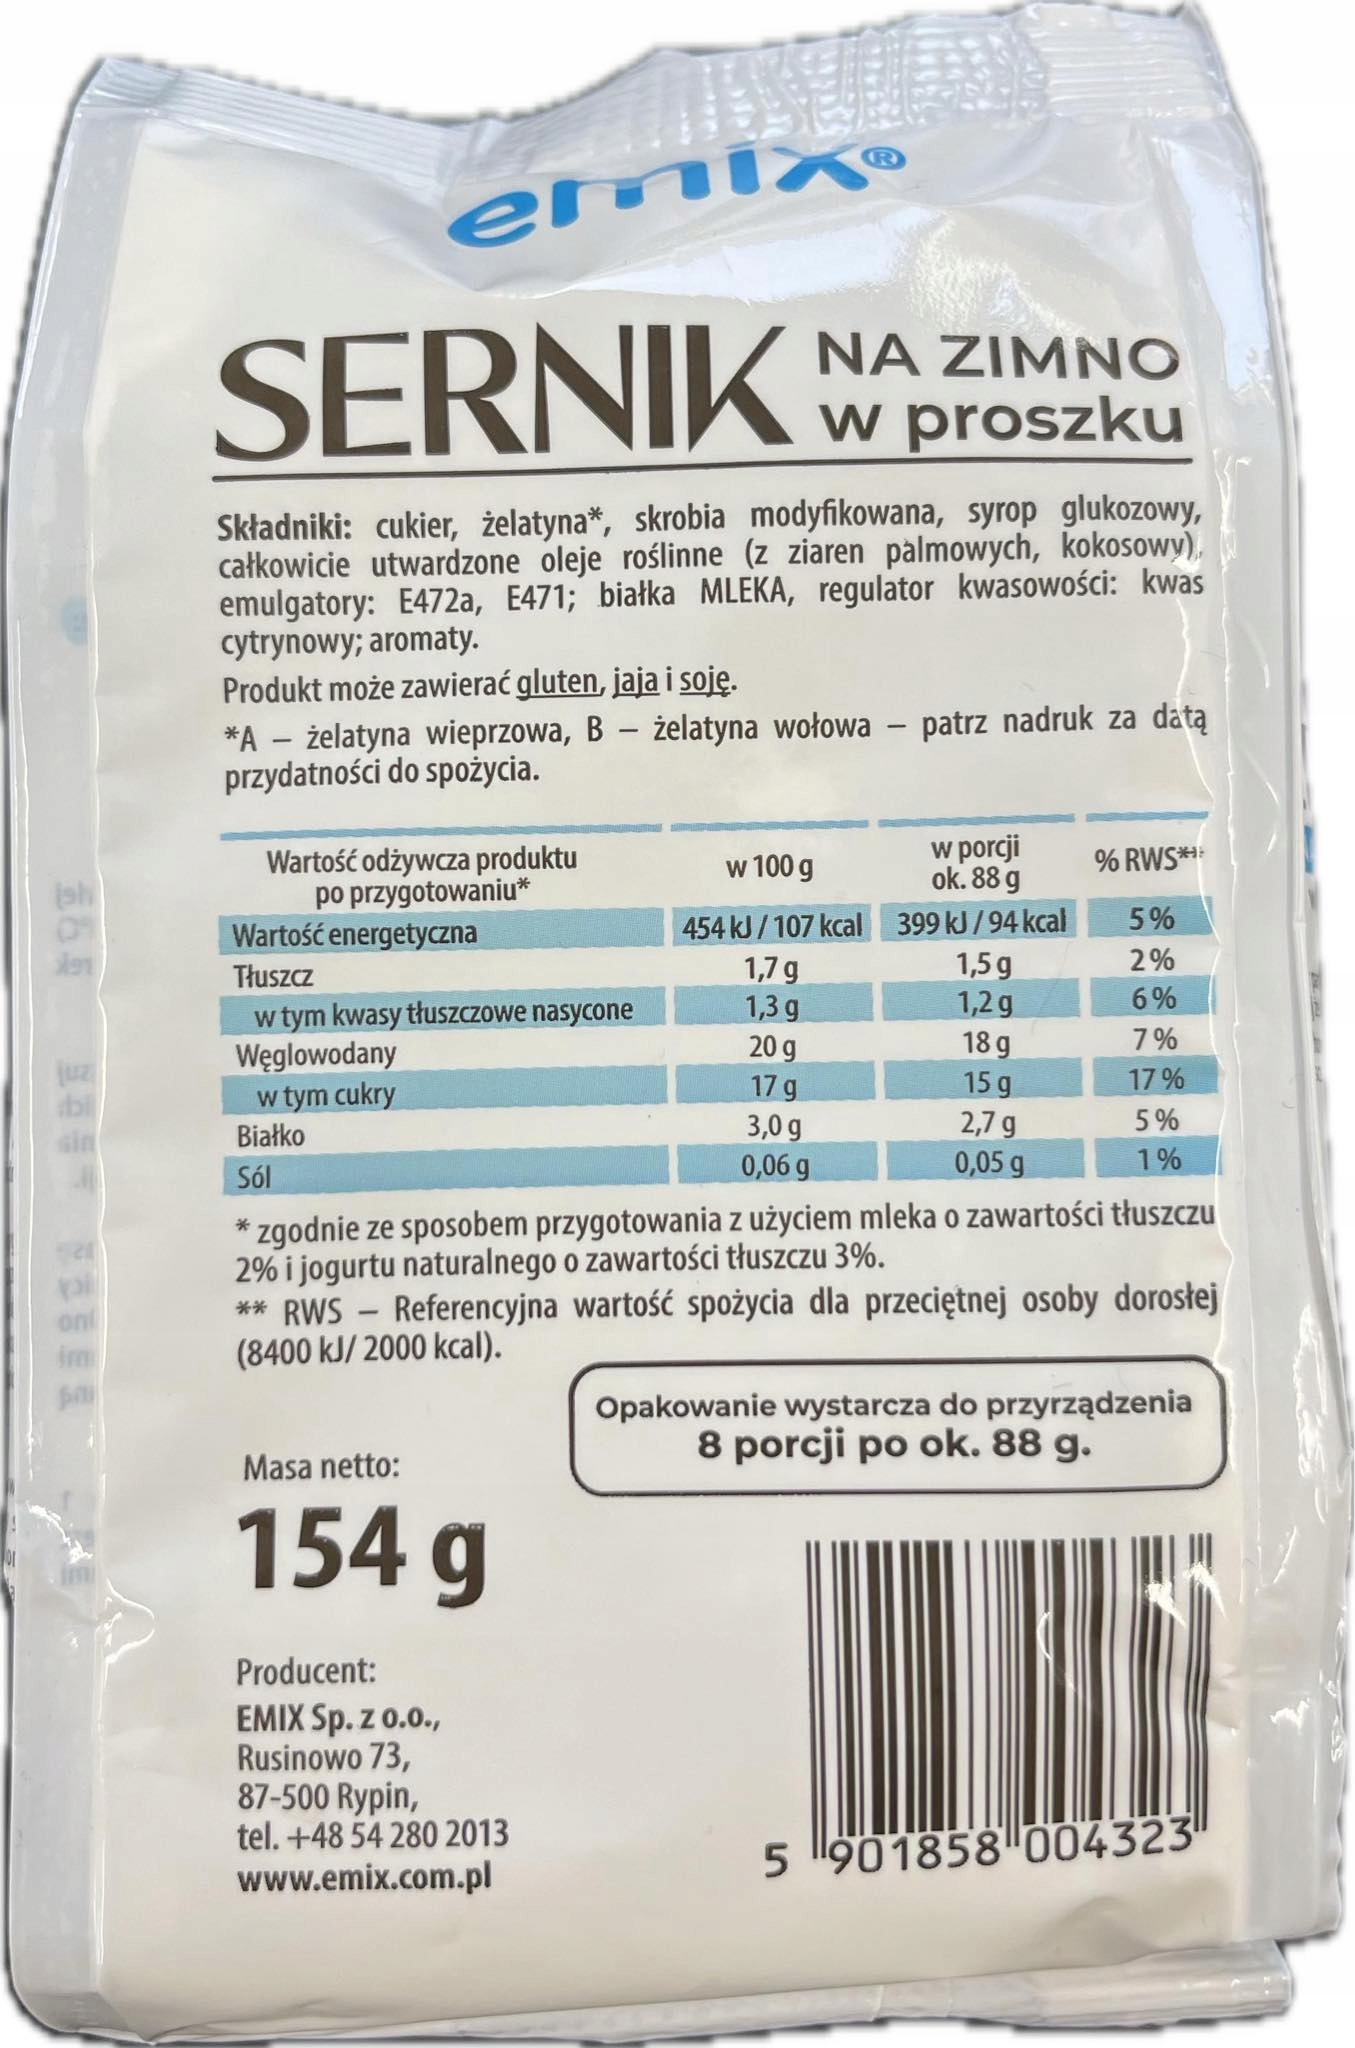 emix®
SERNIK NA ZIMNO
w proszku
Składniki: cukier, żelatyna*, skrobia modyfikowana, syrop glukozowy,
całkowicie utwardzone oleje roślinne (z ziaren palmowych, kokosowy),
emulgatory: E472a, E471; białka MLEKA, regulator kwasowości: kwas
cytrynowy; aromaty.
Produkt może zawierać gluten, jaja i soję.
*A – żelatyna wieprzowa, B – żelatyna wołowa – patrz nadruk za datą
przydatności do spożycia.
Wartość odżywcza produktu
po przygotowaniu* w 100 g w porcji
ok. 88 g % RWS**
Wartość energetyczna 454 kJ / 107 kcal 399 kJ / 94 kcal 5 %
Tłuszcz 1,7 g 1,5 g 2 %
w tym kwasy tłuszczowe nasycone 1,3 g 1,2 g 6 %
Węglowodany 20 g 18 g 7 %
w tym cukry 17 g 15 g 17 %
Białko 3,0 g 2,7 g 5 %
Sól 0,06 g 0,05 g 1 %
* zgodnie ze sposobem przygotowania z użyciem mleka o zawartości tłuszczu
2% i jogurtu naturalnego o zawartości tłuszczu 3%.
** RWS – Referencyjna wartość spożycia dla przeciętnej osoby dorosłej
(8400 kJ/ 2000 kcal).
Opakowanie wystarcza do przyrządzenia
8 porcji po ok. 88 g.
Masa netto:
154 g
Producent:
EMIX Sp. z o.o.,
Rusinowo 73,
87-500 Rypin,
tel. +48 54 280 2013
www.emix.com.pl
5 901858 004323